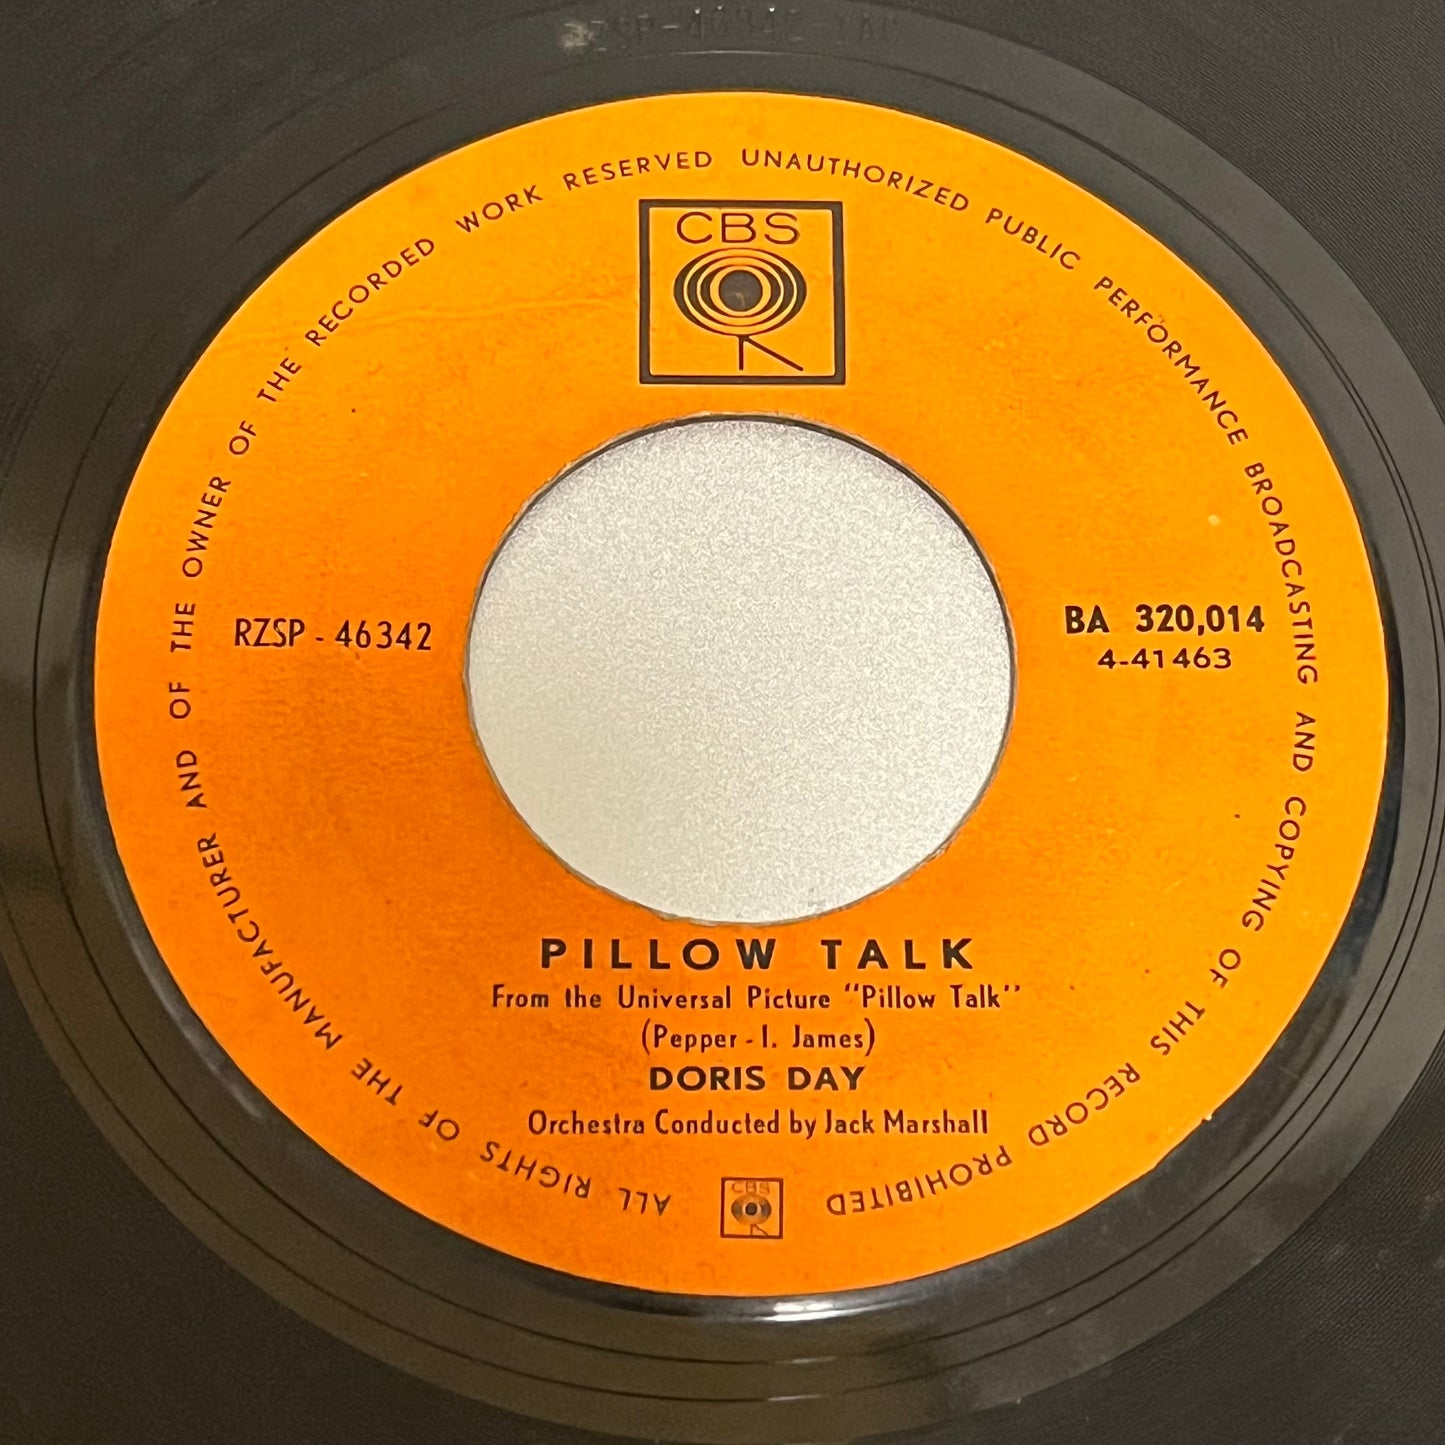 ALL RIGHTS OF THE MANUFACTURER AND OF THE OWNER OF THE RECORDED WORK RESERVED UNAUTHORIZED PUBLIC PERFORMANCE BROADCASTING AND COPYING OF THIS RECORD PROHIBITED
CBS
RZSP - 46342
BA 320,014
4-41463
PILLOW TALK
From the Universal Picture "Pillow Talk"
(Pepper - I. James)
DORIS DAY
Orchestra Conducted by Jack Marshall
CBS